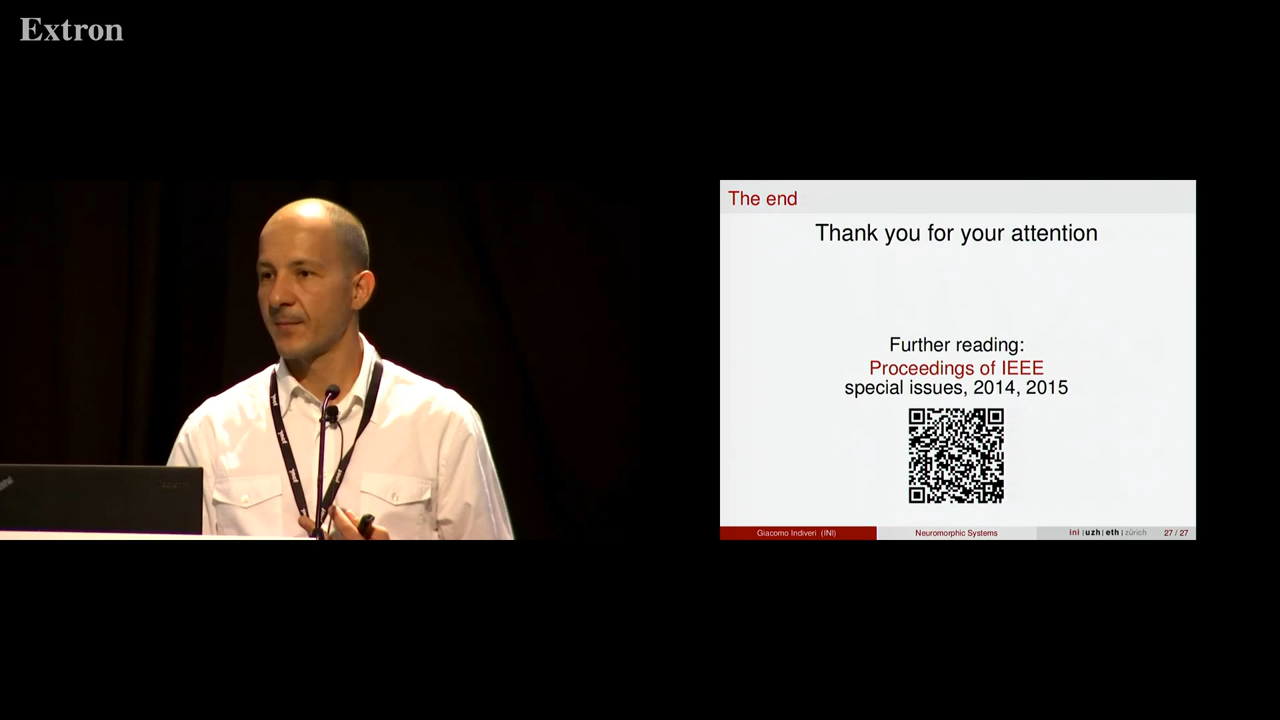 Extron
The end
Thank you for your attention
Further reading:
Proceedings of IEEE
special issues, 2014, 2015
Giacomo Indiveri (INI)
Neuromorphic Systems
ini | uzh | eth | zürich
27 / 27